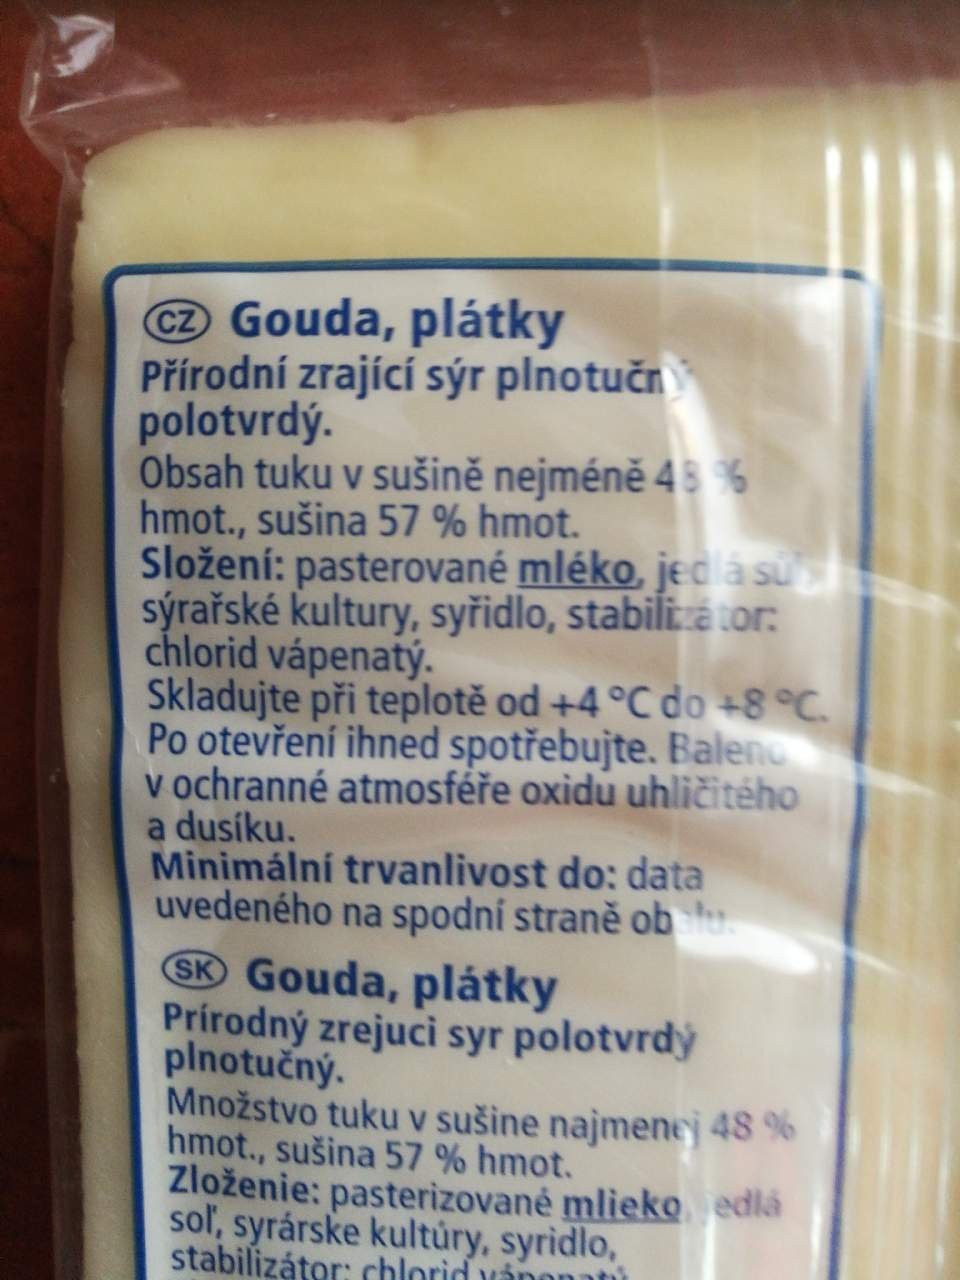 CZ Gouda, plátky
Přírodní zrající sýr plnotučný
polotvrdý.
Obsah tuku v sušině nejméně 48 %
hmot., sušina 57 % hmot.
Složení: pasterované mléko, jedlá sůl,
sýrařské kultury, syřidlo, stabilizátor:
chlorid vápenatý.
Skladujte při teplotě od +4 °C do +8 °C.
Po otevření ihned spotřebujte. Baleno
v ochranné atmosféře oxidu uhličitého
a dusíku.
Minimální trvanlivost do: data
uvedeného na spodní straně obalu.
SK Gouda, plátky
Prírodný zrejuci syr polotvrdý
plnotučný.
Množstvo tuku v sušine najmenej 48 %
hmot., sušina 57 % hmot.
Zloženie: pasterizované mlieko, jedlá
soľ, syrárske kultúry, syridlo,
stabilizátor: chlorid vápenatý